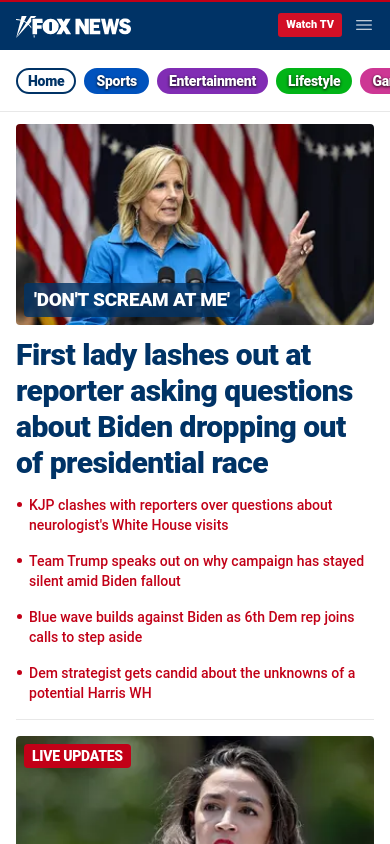 FOX NEWS
Watch TV
Home
Sports
Entertainment
Lifestyle
Ga
'DON'T SCREAM AT ME'
First lady lashes out at
reporter asking questions
about Biden dropping out
of presidential race
• KJP clashes with reporters over questions about
neurologist's White House visits
• Team Trump speaks out on why campaign has stayed
silent amid Biden fallout
• Blue wave builds against Biden as 6th Dem rep joins
calls to step aside
• Dem strategist gets candid about the unknowns of a
potential Harris WH
LIVE UPDATES